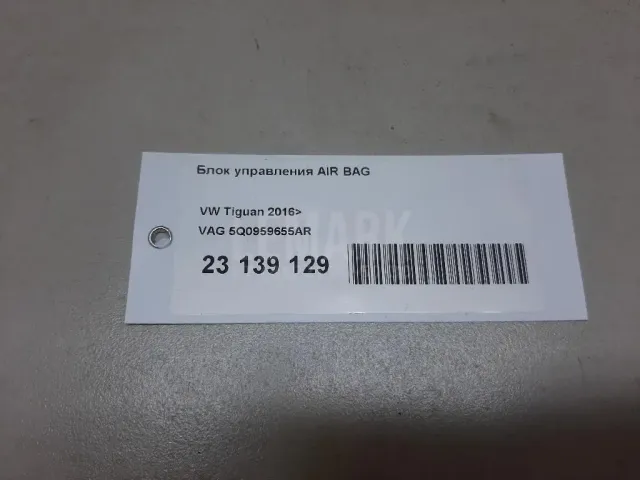 Блок управления AIR BAG
VW Tiguan 2016>
VAG 5Q0959655AR
23 139 129